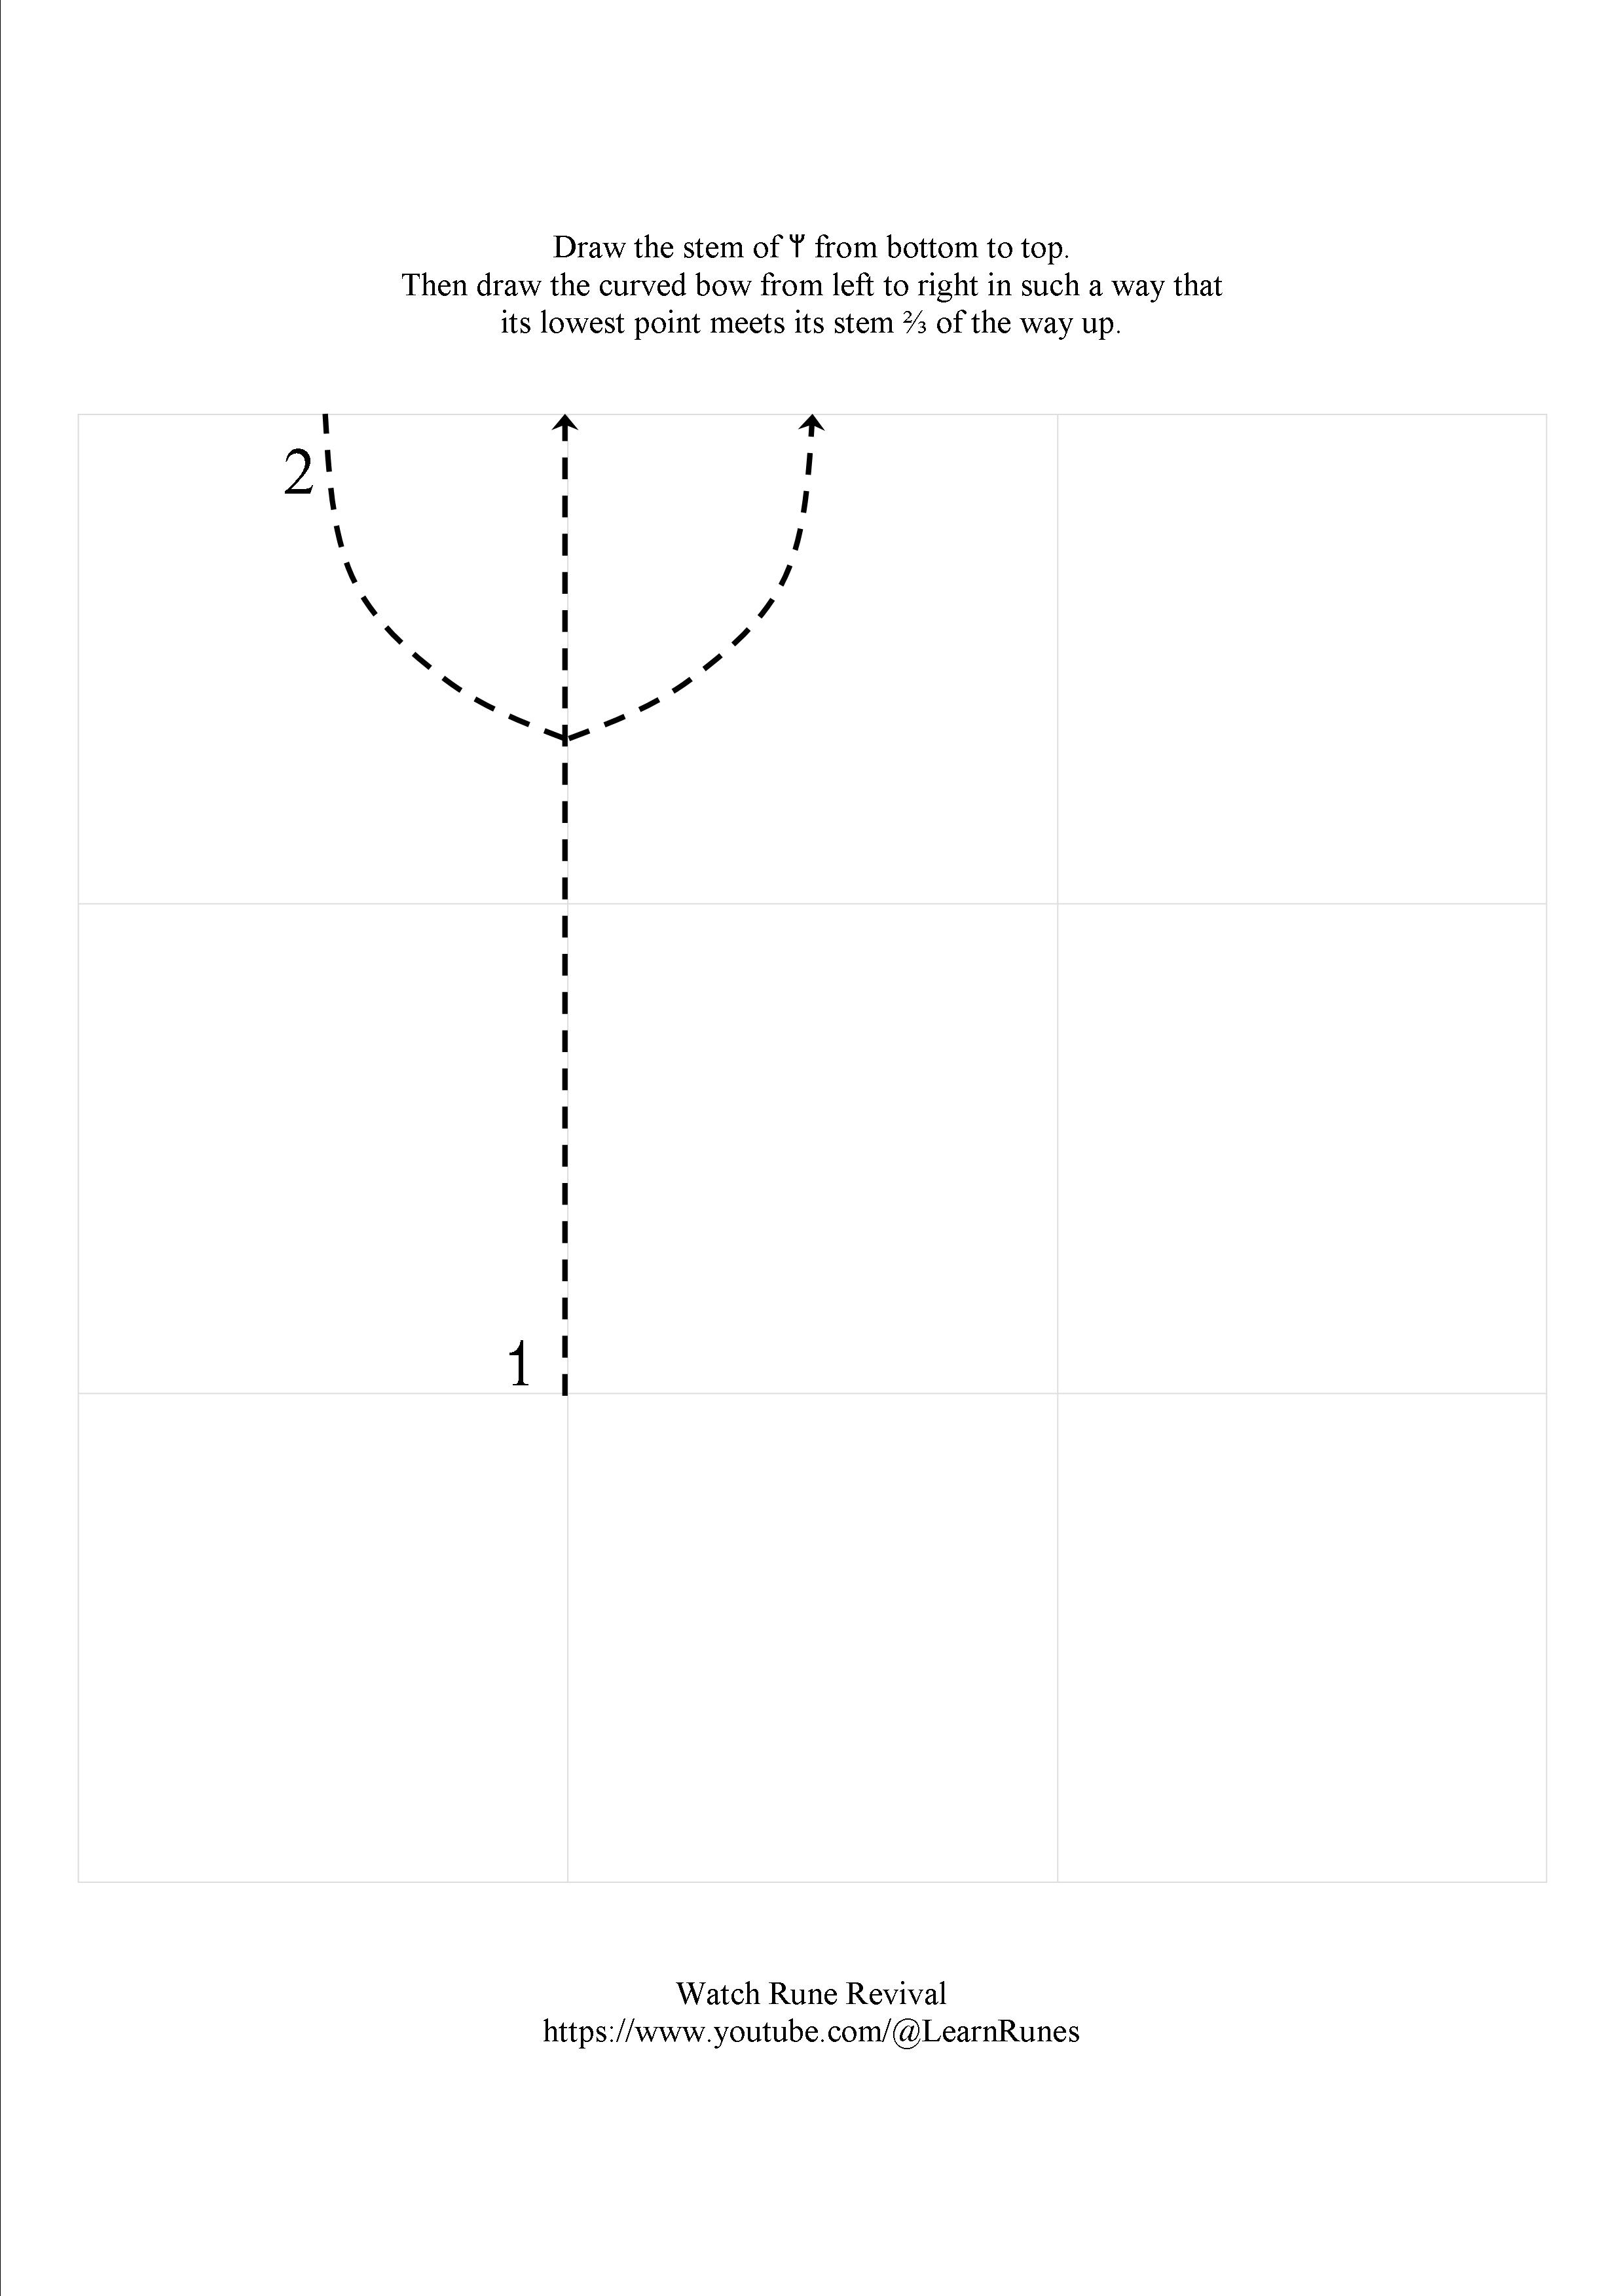 Draw the stem of ᛘ from bottom to top.
Then draw the curved bow from left to right in such a way that
its lowest point meets its stem ⅔ of the way up.
2
1
Watch Rune Revival
https://www.youtube.com/@LearnRunes